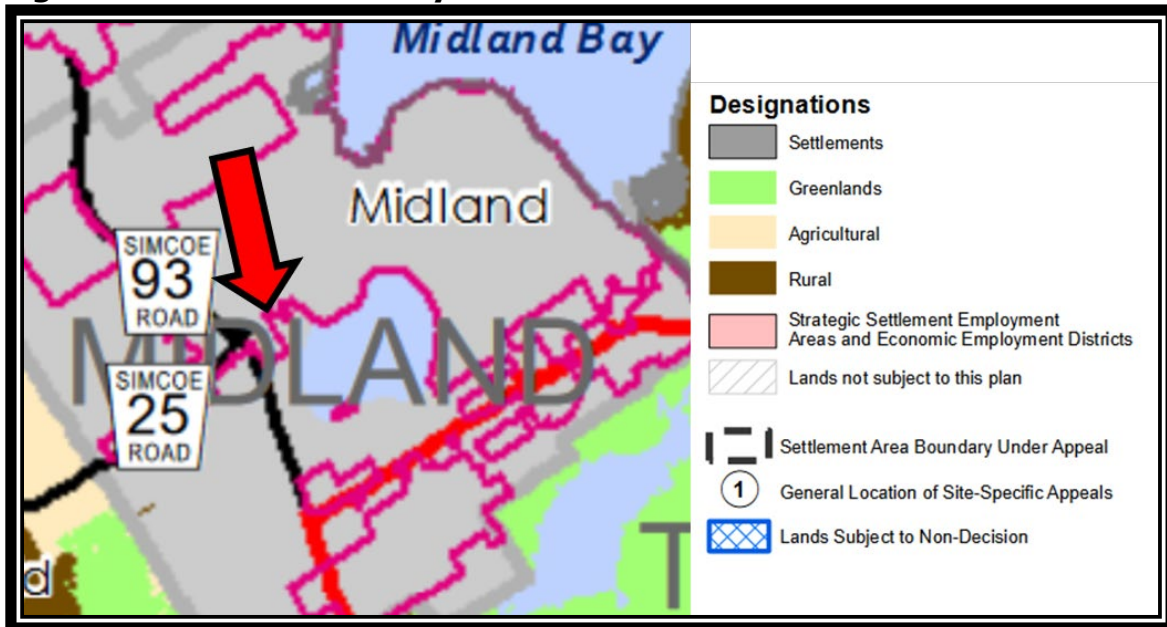 Midland Bay
Midland
SIMCOE
93
ROAD
MIDLAND
SIMCOE
25
ROAD
T
d
Designations
Settlements
Greenlands
Agricultural
Rural
Strategic Settlement Employment
Areas and Economic Employment Districts
Lands not subject to this plan
Settlement Area Boundary Under Appeal
1
General Location of Site-Specific Appeals
Lands Subject to Non-Decision